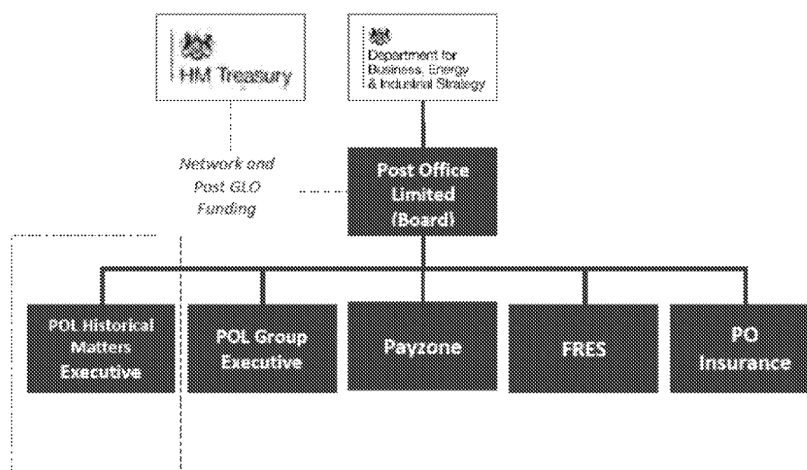 HM Treasury
Department for
Business, Energy
& Industrial Strategy
Network and
Post GLO
Funding
Post Office
Limited
(Board)
POL Historical
Matters
Executive
POL Group
Executive
Payzone
FRES
PO
Insurance